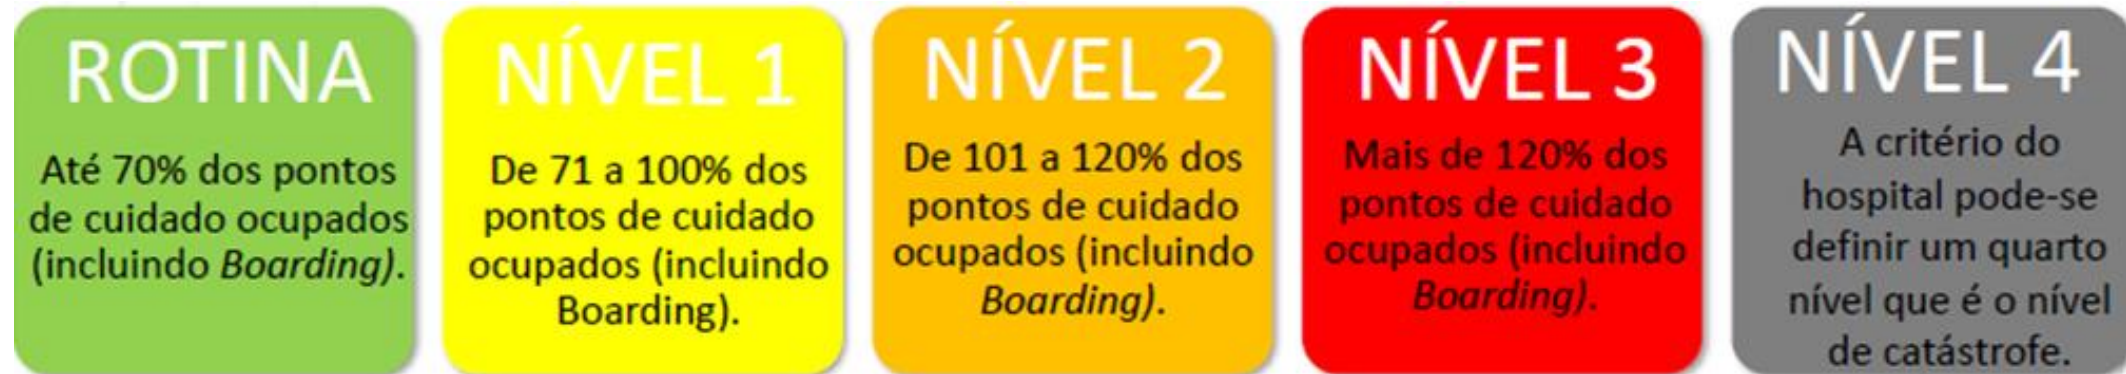 ROTINA
Até 70% dos pontos
de cuidado ocupados
(incluindo Boarding).
NÍVEL 1
De 71 a 100% dos
pontos de cuidado
ocupados (incluindo
Boarding).
NÍVEL 2
De 101 a 120% dos
pontos de cuidado
ocupados (incluindo
Boarding).
NÍVEL 3
Mais de 120% dos
pontos de cuidado
ocupados (incluindo
Boarding).
NÍVEL 4
A critério do
hospital pode-se
definir um quarto
nível que é o nível
de catástrofe.